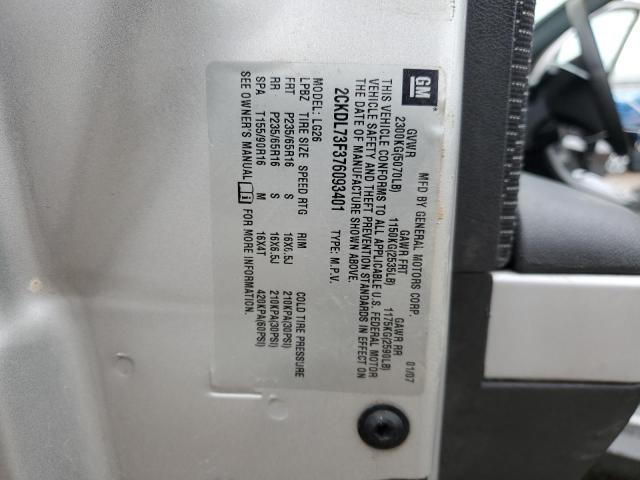 GM MFD BY GENERAL MOTORS CORP. 01/07
GVWR GAWR FRT GAWR RR
2300KG(5070LB) 1150KG(2535LB) 1175KG(2590LB)
THIS VEHICLE CONFORMS TO ALL APPLICABLE U.S. FEDERAL MOTOR
VEHICLE SAFETY AND THEFT PREVENTION STANDARDS IN EFFECT ON
THE DATE OF MANUFACTURE SHOWN ABOVE.
2CKDL73F376093401 TYPE: M.P.V.
MODEL: LG26
LPBZ TIRE SIZE SPEED RTG RIM COLD TIRE PRESSURE
FRT P235/65R16 S 16X6.5J 210KPA(30PSI)
RR P235/65R16 S 16X6.5J 210KPA(30PSI)
SPA T155/90R16 M 16X4T 420KPA(60PSI)
SEE OWNER'S MANUAL FOR MORE INFORMATION.